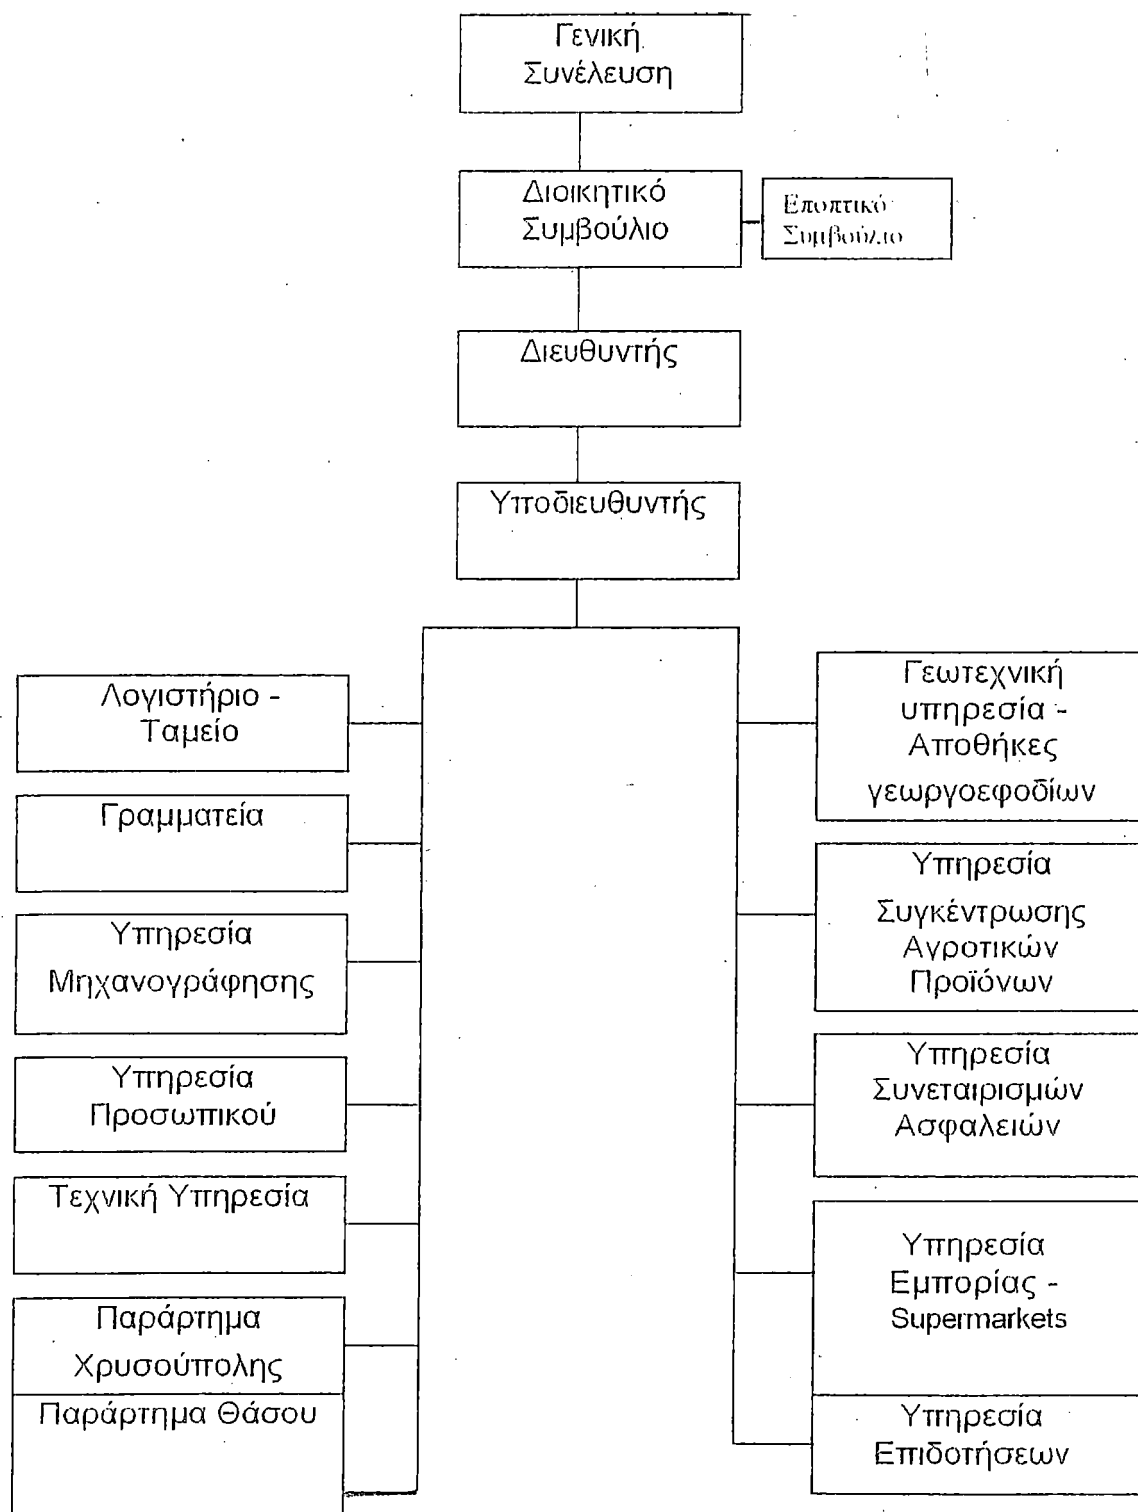 Γενική
Συνέλευση
Διοικητικό
Συμβούλιο
Εποπτικό
Συμβούλιο
Διευθυντής
Υποδιευθυντής
Λογιστήριο -
Ταμείο
Γραμματεία
Υπηρεσία
Μηχανογράφησης
Υπηρεσία
Προσωπικού
Τεχνική Υπηρεσία
Παράρτημα
Χρυσούπολης
Παράρτημα Θάσου
Γεωτεχνική
υπηρεσία -
Αποθήκες
γεωργοεφοδίων
Υπηρεσία
Συγκέντρωσης
Αγροτικών
Προϊόνων
Υπηρεσία
Συνεταιρισμών
Ασφαλειών
Υπηρεσία
Εμπορίας -
Supermarkets
Υπηρεσία
Επιδοτήσεων